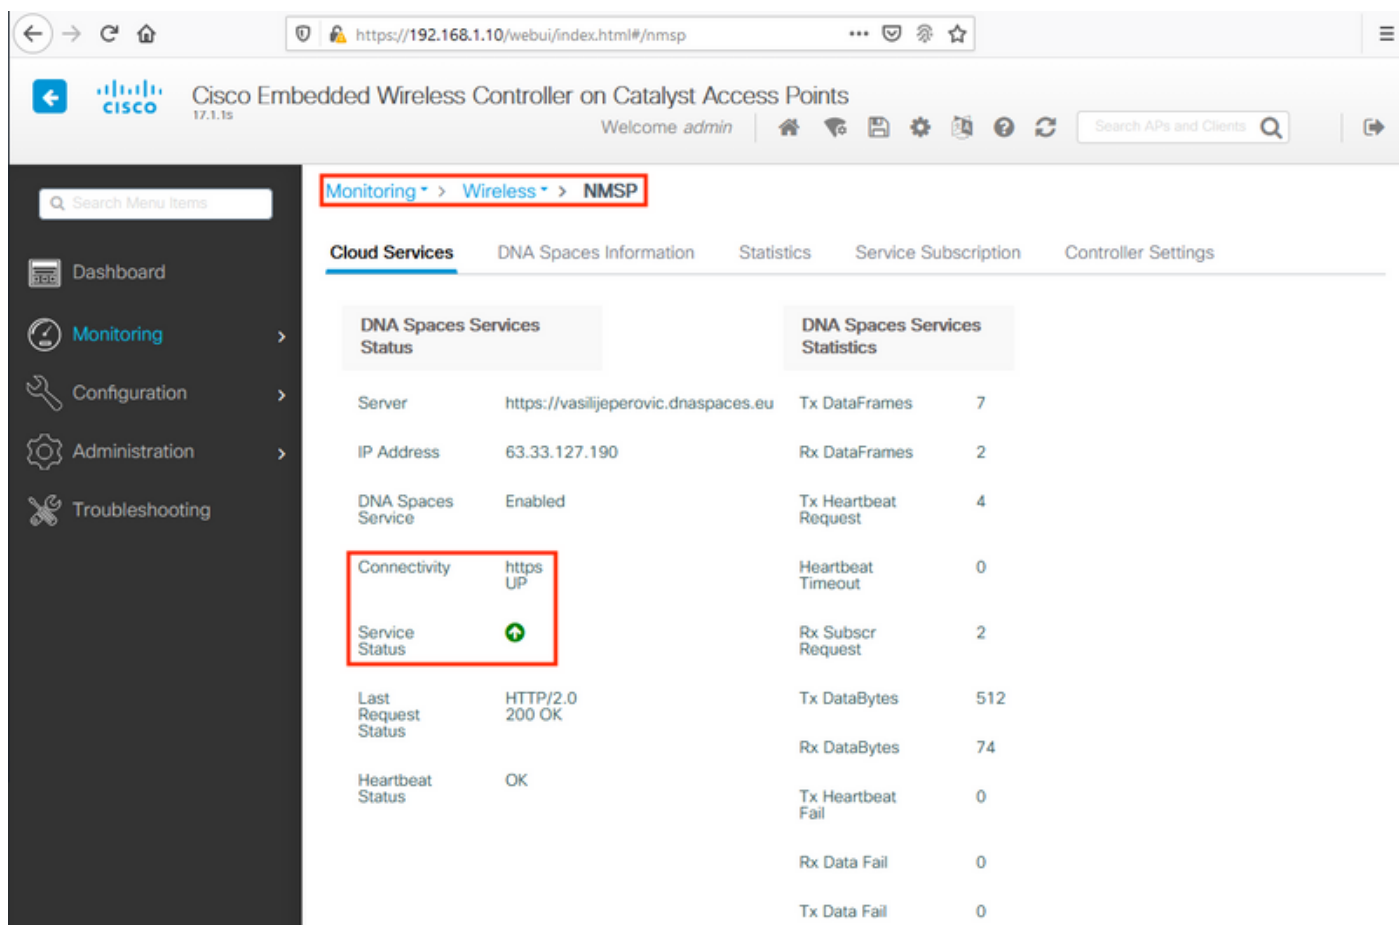 https://192.168.1.10/webui/index.html#/nmsp
CISCO
Cisco Embedded Wireless Controller on Catalyst Access Points
17.1.1s
Welcome admin
Search APs and Clients
Search Menu Items
Dashboard
Monitoring
Configuration
Administration
Troubleshooting
Monitoring > Wireless > NMSP
Cloud Services DNA Spaces Information Statistics Service Subscription Controller Settings
DNA Spaces Services
Status
Server https://vasilijeperovic.dnaspaces.eu
IP Address 63.33.127.190
DNA Spaces Enabled
Service
Connectivity https
UP
Service
Status
Last HTTP/2.0
Request 200 OK
Status
Heartbeat OK
Status
DNA Spaces Services
Statistics
Tx DataFrames 7
Rx DataFrames 2
Tx Heartbeat 4
Request
Heartbeat 0
Timeout
Rx Subscr 2
Request
Tx DataBytes 512
Rx DataBytes 74
Tx Heartbeat 0
Fail
Rx Data Fail 0
Tx Data Fail 0